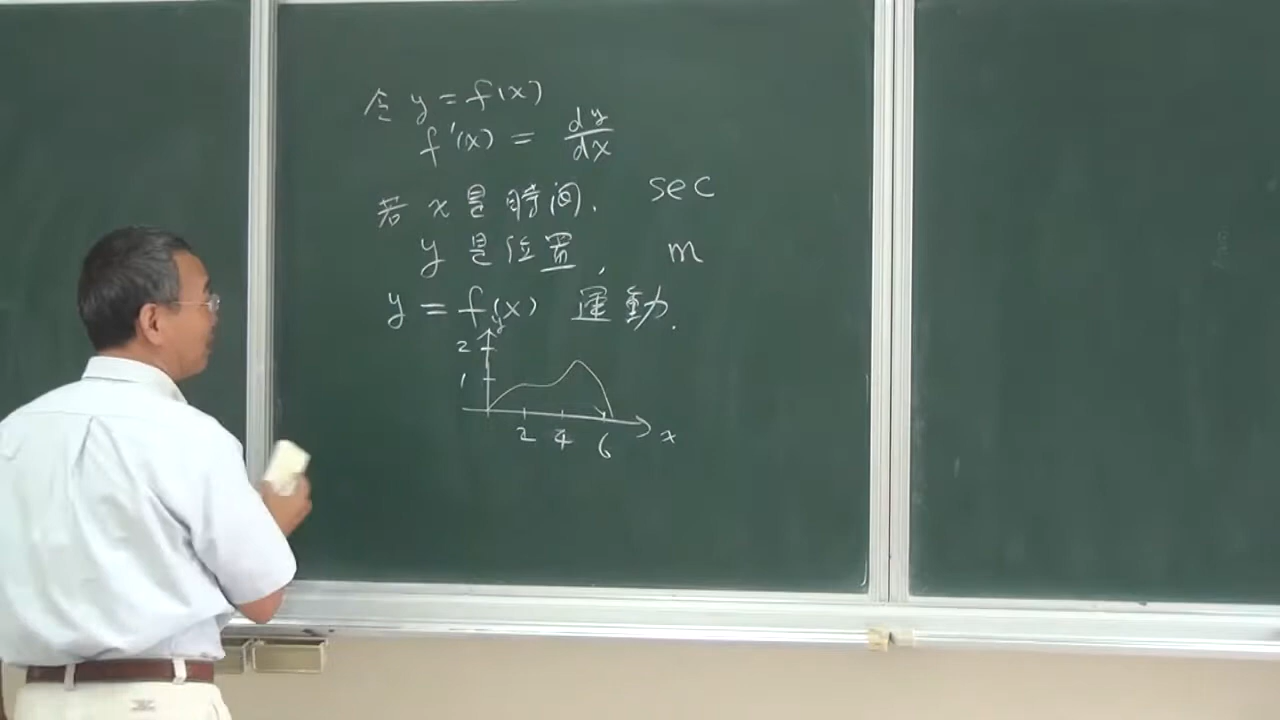 令 y = f(x)
f'(x) = dy/dx
若 x 是時間, sec
y 是位置, m
y = f(x) 運動.
y
2
1
2 4 6 x